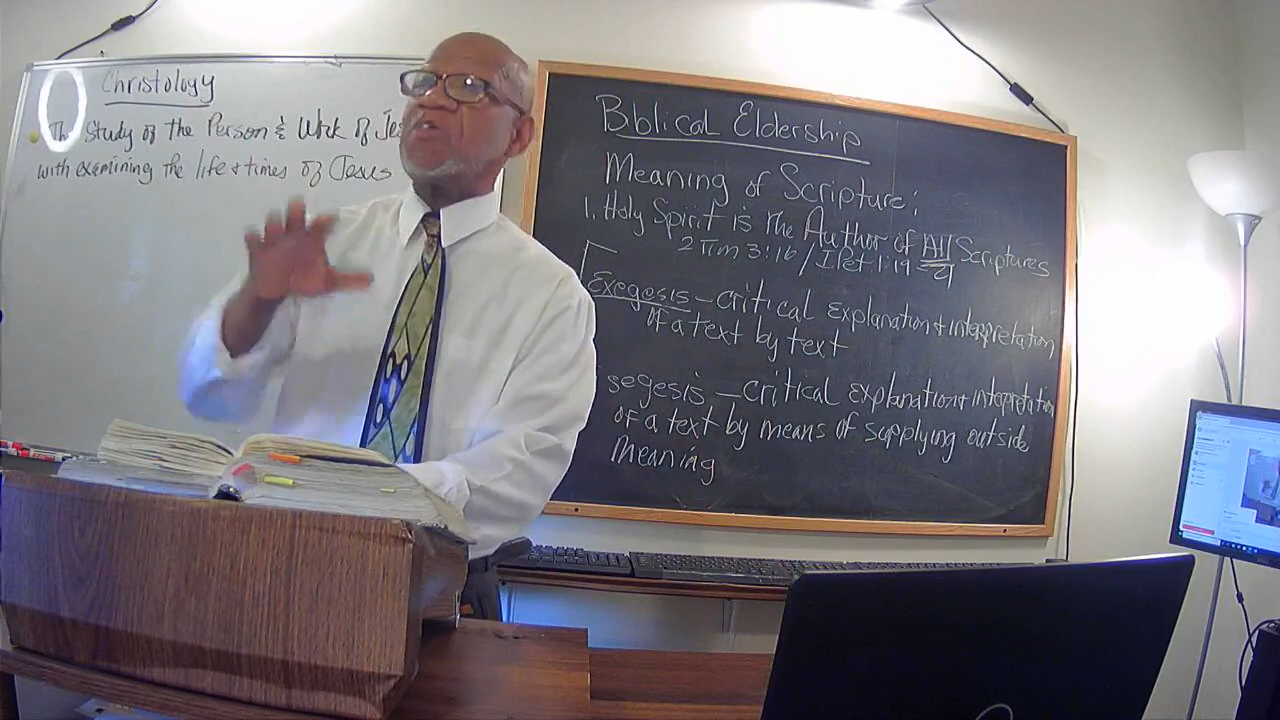 Christology
The Study of the Person & Work of Jes
with examining the life & times of Jesus
Biblical Eldership
Meaning of Scripture:
1. Holy Spirit is the Author of All Scriptures
2 Tim 3:16 / I Pet 1:19-21
Exegesis - critical explanation & interpretation
of a text by text
segesis - critical explanation & interpretatio
of a text by means of supplying outside
meaning